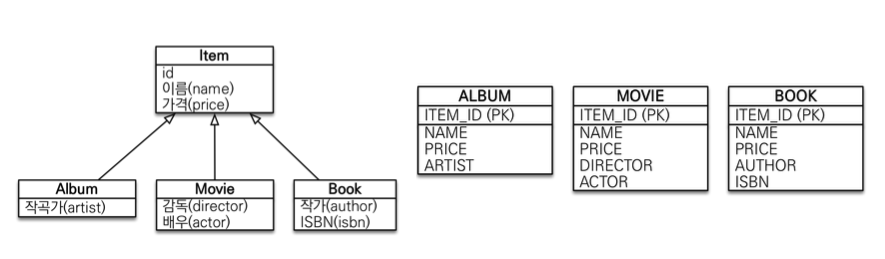 Item
id
이름(name)
가격(price)
Album
작곡가(artist)
Movie
감독(director)
배우(actor)
Book
작가(author)
ISBN(isbn)
ALBUM
ITEM_ID (PK)
NAME
PRICE
ARTIST
MOVIE
ITEM_ID (PK)
NAME
PRICE
DIRECTOR
ACTOR
BOOK
ITEM_ID (PK)
NAME
PRICE
AUTHOR
ISBN